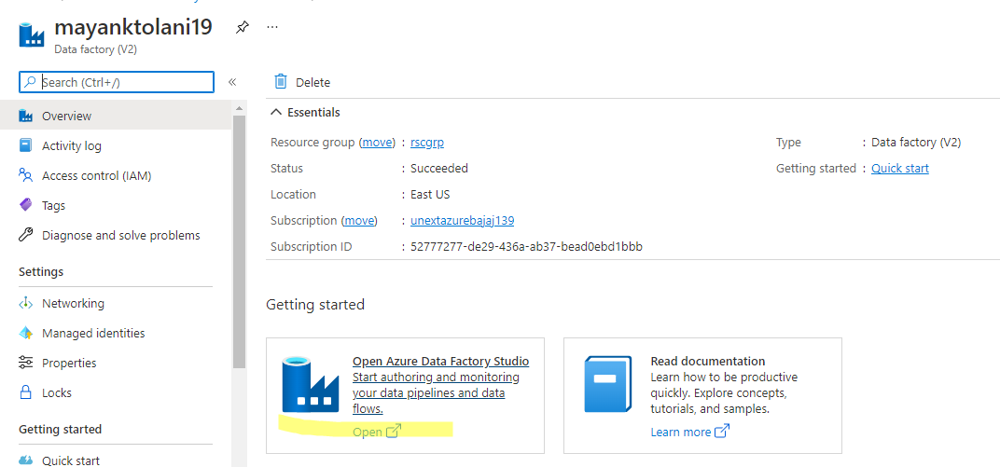 mayanktolani19
Data factory (V2)
Search (Ctrl+/)
Overview
Activity log
Access control (IAM)
Tags
Diagnose and solve problems
Settings
Networking
Managed identities
Properties
Locks
Getting started
Quick start
Delete
Essentials
Resource group (move) : rscgrp
Status : Succeeded
Location : East US
Subscription (move) : unextazurebajaj139
Subscription ID : 52777277-de29-436a-ab37-bead0ebd1bbb
Type : Data factory (V2)
Getting started : Quick start
Getting started
Open Azure Data Factory Studio
Start authoring and monitoring
your data pipelines and data
flows.
Open
Read documentation
Learn how to be productive
quickly. Explore concepts,
tutorials, and samples.
Learn more